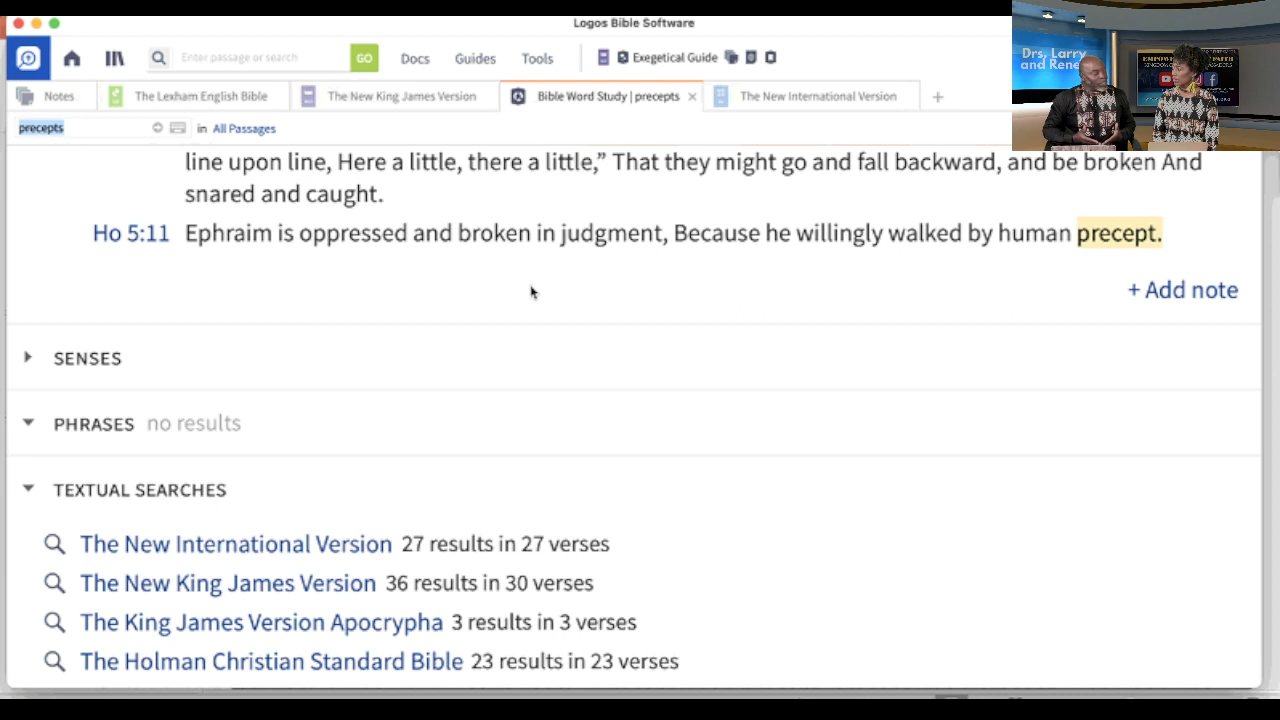 Logos Bible Software
Enter passage or search
GO
Docs
Guides
Tools
Exegetical Guide
Drs. Larry
and Rene
Notes
The Lexham English Bible
The New King James Version
Bible Word Study | precepts
The New International Version
precepts
in All Passages
line upon line, Here a little, there a little,” That they might go and fall backward, and be broken And
snared and caught.
Ho 5:11 Ephraim is oppressed and broken in judgment, Because he willingly walked by human precept.
+ Add note
SENSES
PHRASES no results
TEXTUAL SEARCHES
The New International Version 27 results in 27 verses
The New King James Version 36 results in 30 verses
The King James Version Apocrypha 3 results in 3 verses
The Holman Christian Standard Bible 23 results in 23 verses